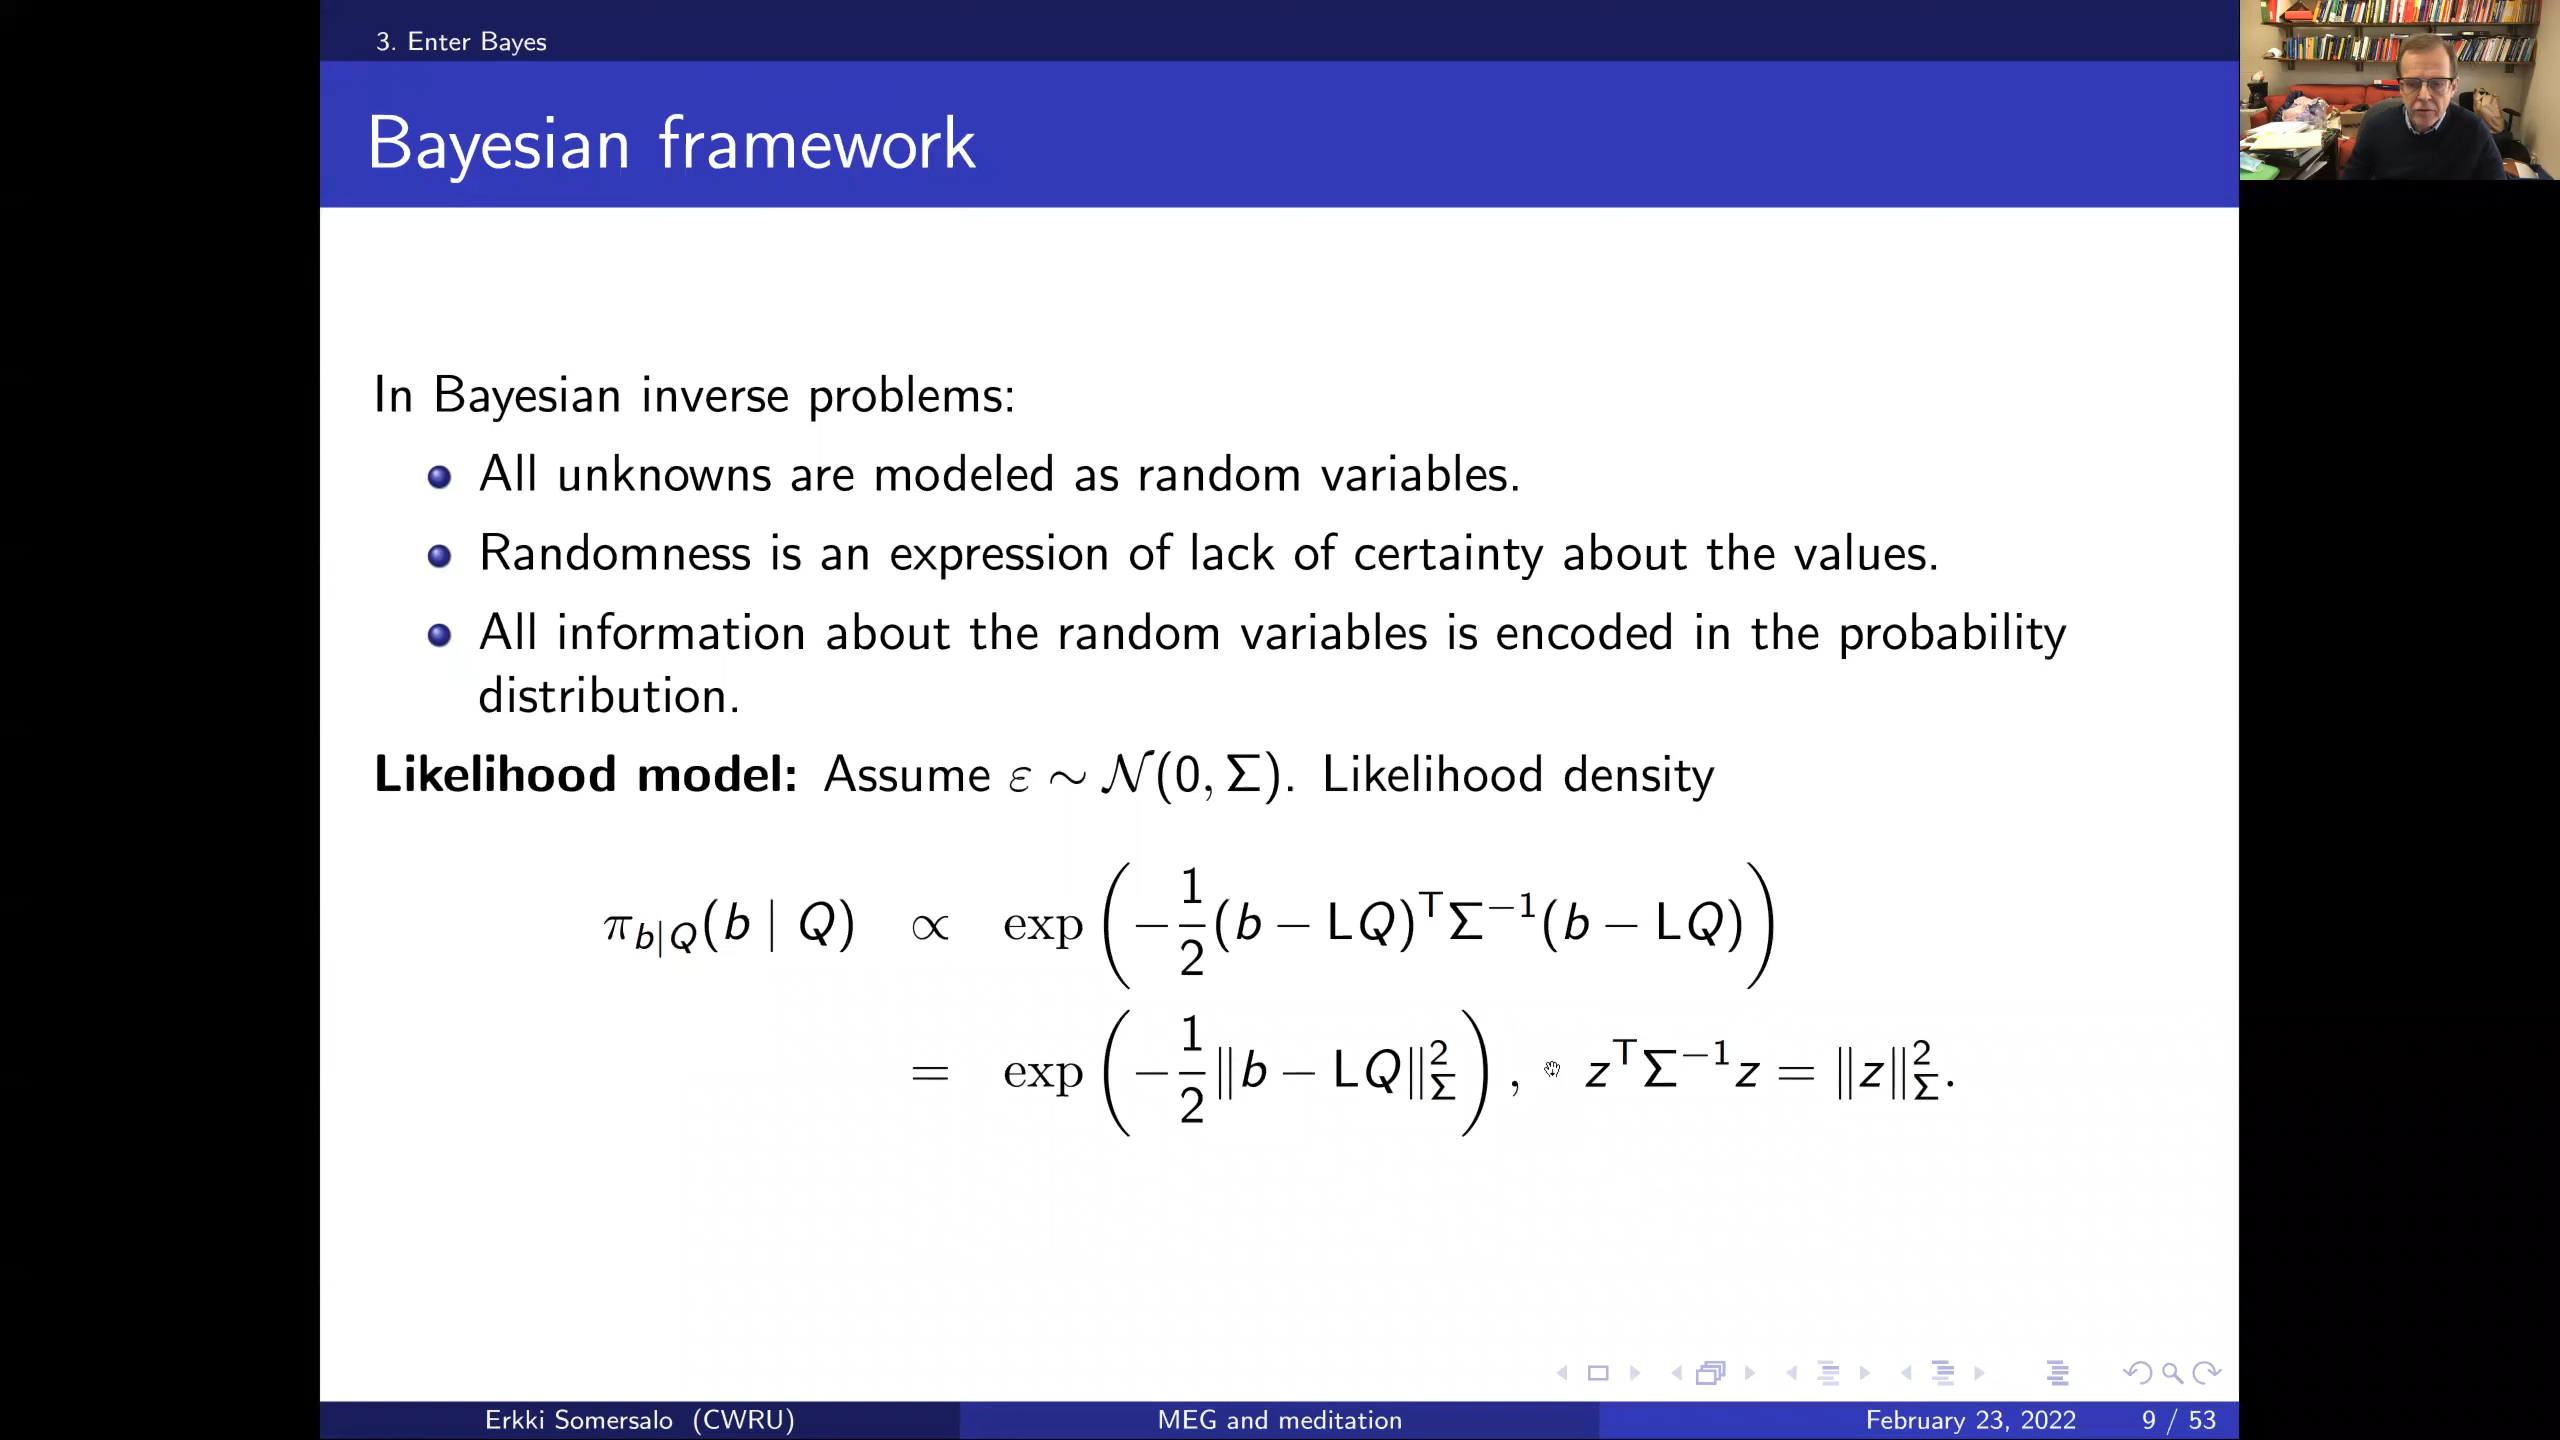 3. Enter Bayes
Bayesian framework
In Bayesian inverse problems:
All unknowns are modeled as random variables.
Randomness is an expression of lack of certainty about the values.
All information about the random variables is encoded in the probability
distribution.
Likelihood model: Assume ε ∼ 𝒩(0, Σ). Likelihood density
π_{b|Q}(b | Q) ∝ exp(−1/2 (b − LQ)ᵀΣ⁻¹(b − LQ))
= exp(−1/2 ‖b − LQ‖²_Σ), zᵀΣ⁻¹z = ‖z‖²_Σ.
Erkki Somersalo (CWRU) MEG and meditation February 23, 2022 9 / 53